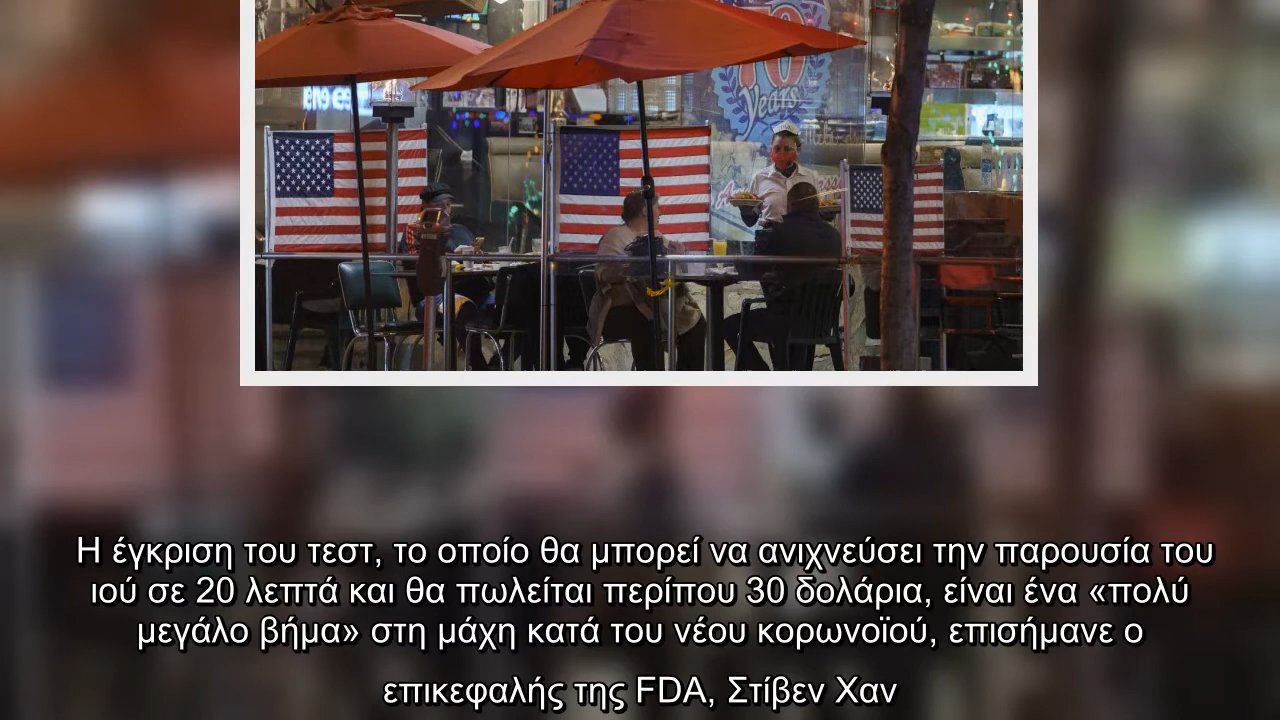 10
Years
Η έγκριση του τεστ, το οποίο θα μπορεί να ανιχνεύσει την παρουσία του
ιού σε 20 λεπτά και θα πωλείται περίπου 30 δολάρια, είναι ένα «πολύ
μεγάλο βήμα» στη μάχη κατά του νέου κορωνοϊού, επισήμανε ο
επικεφαλής της FDA, Στίβεν Χαν